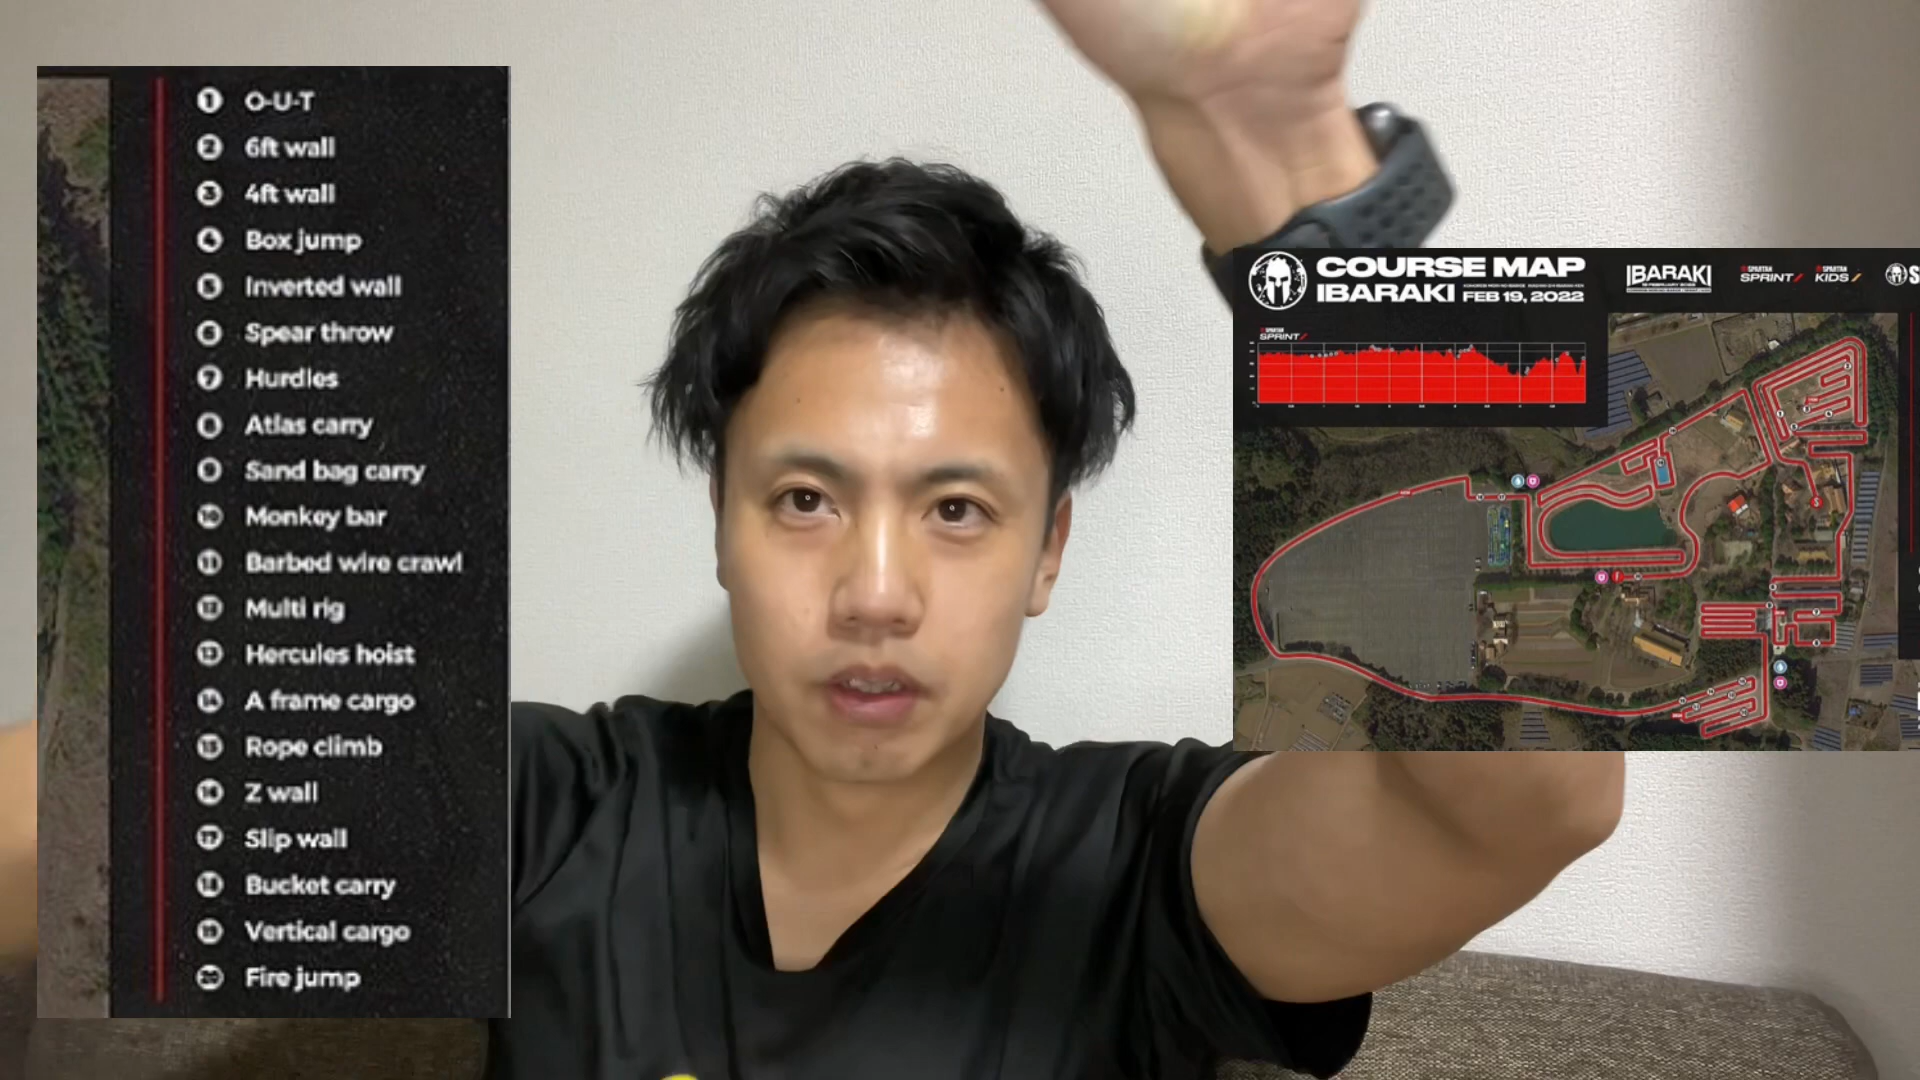 1 O-U-T
2 6ft wall
3 4ft wall
4 Box jump
5 Inverted wall
6 Spear throw
7 Hurdles
8 Atlas carry
9 Sand bag carry
10 Monkey bar
11 Barbed wire crawl
12 Multi rig
13 Hercules hoist
14 A frame cargo
15 Rope climb
16 Z wall
17 Slip wall
18 Bucket carry
19 Vertical cargo
20 Fire jump
COURSE MAP
IBARAKI FEB 19, 2022
IBARAKI
SPARTAN
SPRINT
SPARTAN
KIDS
SPARTAN
SPRINT